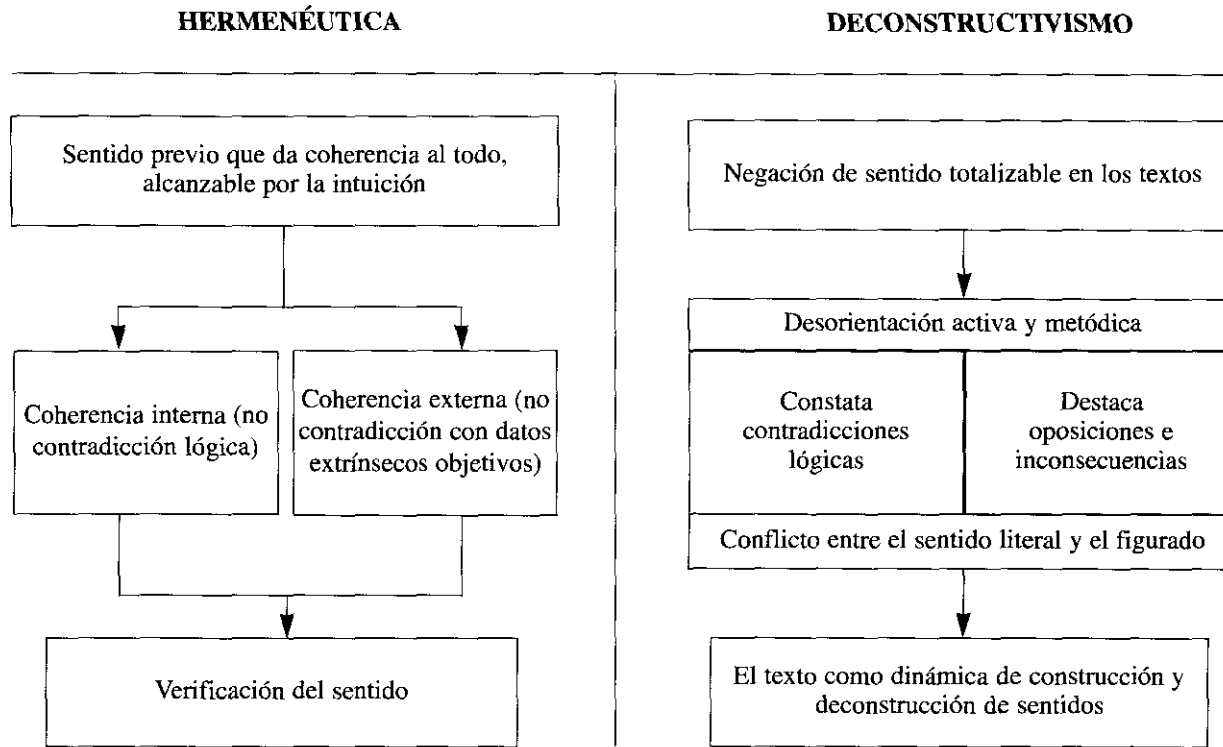 HERMENÉUTICA
Sentido previo que da coherencia al todo,
alcanzable por la intuición
Coherencia interna (no
contradicción lógica)
Coherencia externa (no
contradicción con datos
extrínsecos objetivos)
Verificación del sentido
DECONSTRUCTIVISMO
Negación de sentido totalizable en los textos
Desorientación activa y metódica
Constata
contradicciones
lógicas
Destaca
oposiciones e
inconsecuencias
Conflicto entre el sentido literal y el figurado
El texto como dinámica de construcción y
deconstrucción de sentidos